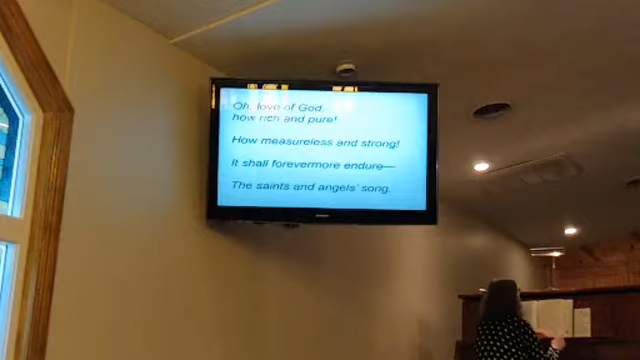 Oh, love of God,
how rich and pure!
How measureless and strong!
It shall forevermore endure—
The saints and angels' song.